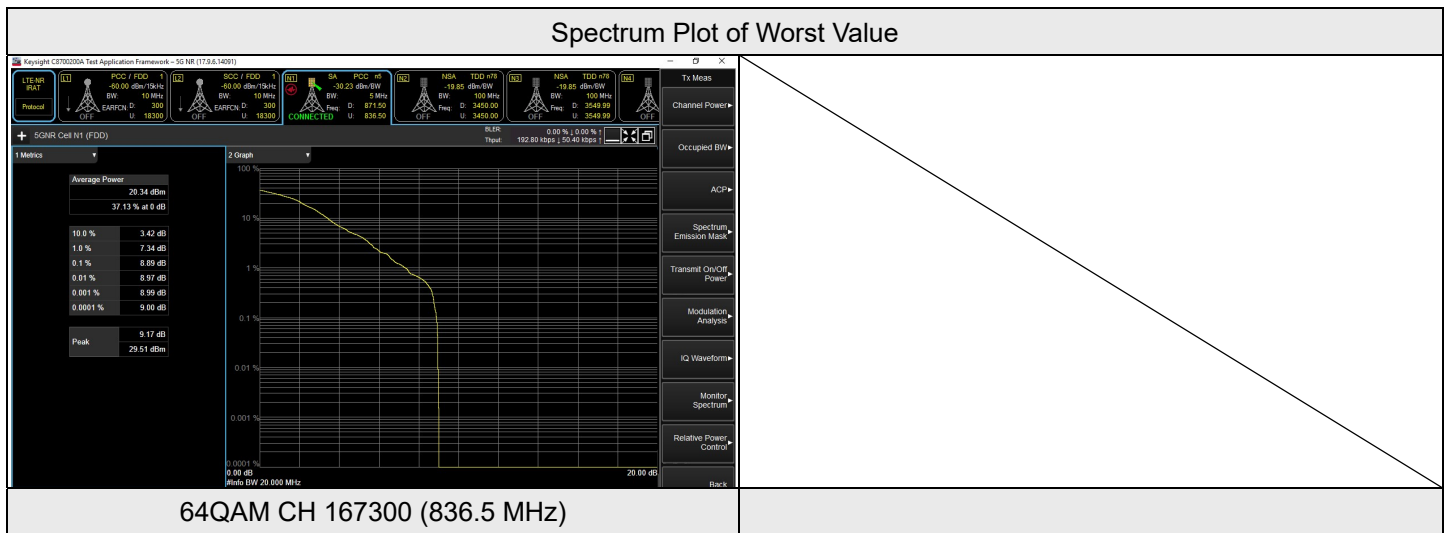 Spectrum Plot of Worst Value
Keysight C8700200A Test Application Framework – 5G NR (17.9.6.14091)
LTE-NR IRAT
Protocol
L1 PCC / FDD 1
-60.00 dBm/15kHz
BW: 10 MHz
EARFCN: D: 300
OFF U: 18300
L2 SCC / FDD 1
-60.00 dBm/15kHz
BW: 10 MHz
EARFCN: D: 300
OFF U: 18300
N1 SA PCC n5
-30.23 dBm/BW
BW: 5 MHz
Freq: D: 871.50
CONNECTED U: 836.50
N2 NSA TDD n78
-19.85 dBm/BW
BW: 100 MHz
Freq: D: 3450.00
OFF U: 3450.00
N3 NSA TDD n78
-19.85 dBm/BW
BW: 100 MHz
Freq: D: 3549.99
OFF U: 3549.99
N4
OFF
+ 5GNR Cell N1 (FDD)
BLER: 0.00 % ↓ 0.00 % ↑
Thput: 192.80 kbps ↓ 50.40 kbps ↑
1 Metrics
Average Power
20.34 dBm
37.13 % at 0 dB
10.0 % 3.42 dB
1.0 % 7.34 dB
0.1 % 8.89 dB
0.01 % 8.97 dB
0.001 % 8.99 dB
0.0001 % 9.00 dB
Peak
9.17 dB
29.51 dBm
2 Graph
100 %
10 %
1 %
0.1 %
0.01 %
0.001 %
0.0001 %
0.00 dB 20.00 dB
#Info BW 20.000 MHz
Tx Meas
Channel Power
Occupied BW
ACP
Spectrum
Emission Mask
Transmit On/Off
Power
Modulation
Analysis
IQ Waveform
Monitor
Spectrum
Relative Power
Control
Back
64QAM CH 167300 (836.5 MHz)